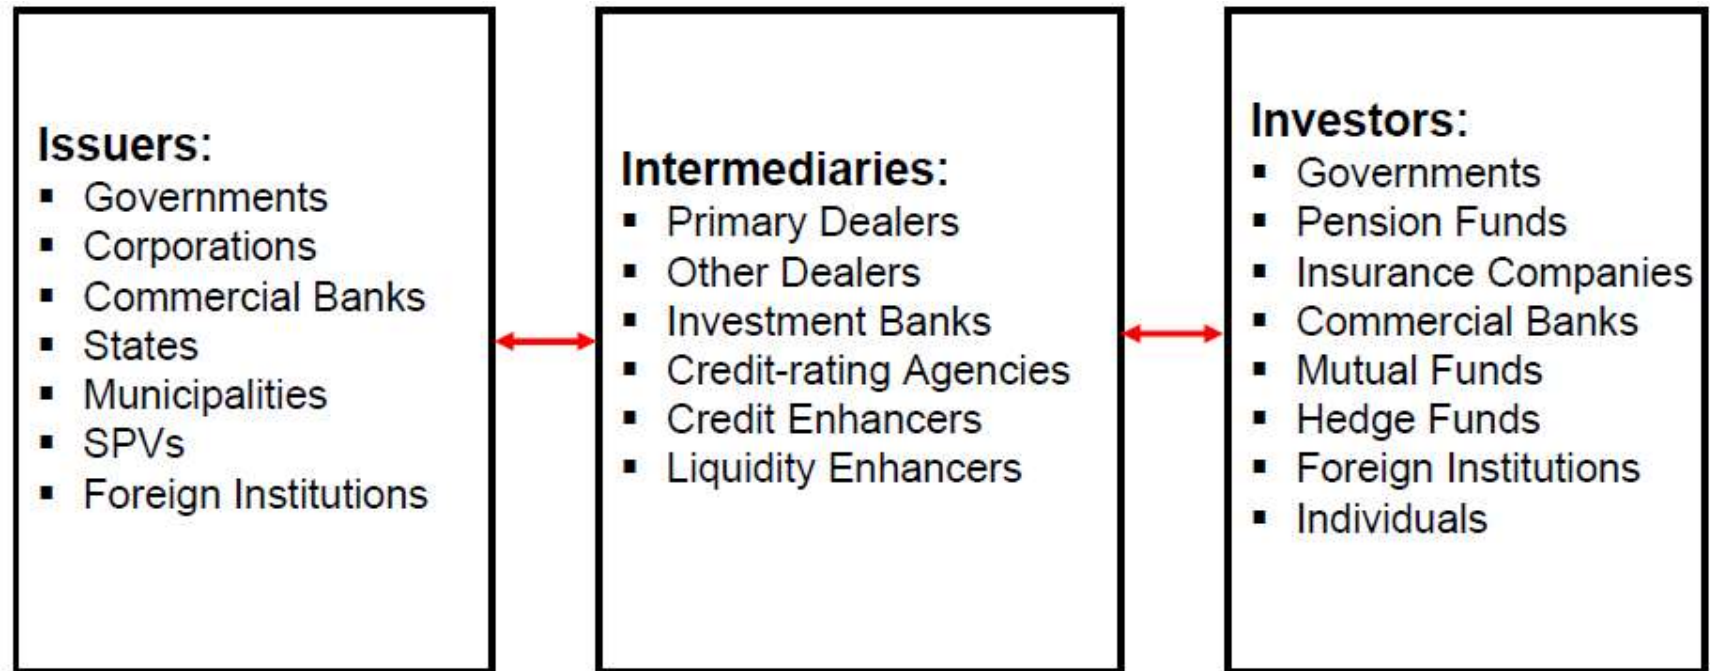 Issuers:
▪ Governments
▪ Corporations
▪ Commercial Banks
▪ States
▪ Municipalities
▪ SPVs
▪ Foreign Institutions
Intermediaries:
▪ Primary Dealers
▪ Other Dealers
▪ Investment Banks
▪ Credit-rating Agencies
▪ Credit Enhancers
▪ Liquidity Enhancers
Investors:
▪ Governments
▪ Pension Funds
▪ Insurance Companies
▪ Commercial Banks
▪ Mutual Funds
▪ Hedge Funds
▪ Foreign Institutions
▪ Individuals